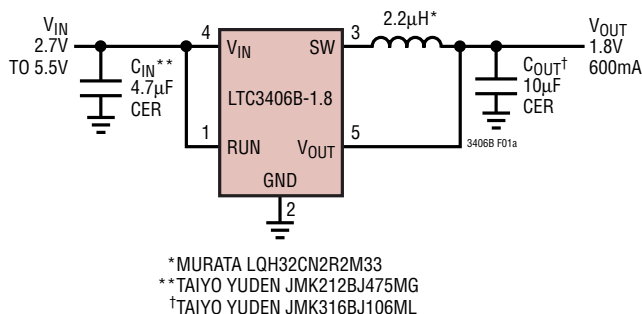 VIN
2.7V
TO 5.5V
CIN**
4.7µF
CER
4
VIN
1
RUN
LTC3406B-1.8
SW
3
2.2µH*
VOUT
5
GND
2
COUT†
10µF
CER
VOUT
1.8V
600mA
3406B F01a
*MURATA LQH32CN2R2M33
**TAIYO YUDEN JMK212BJ475MG
†TAIYO YUDEN JMK316BJ106ML